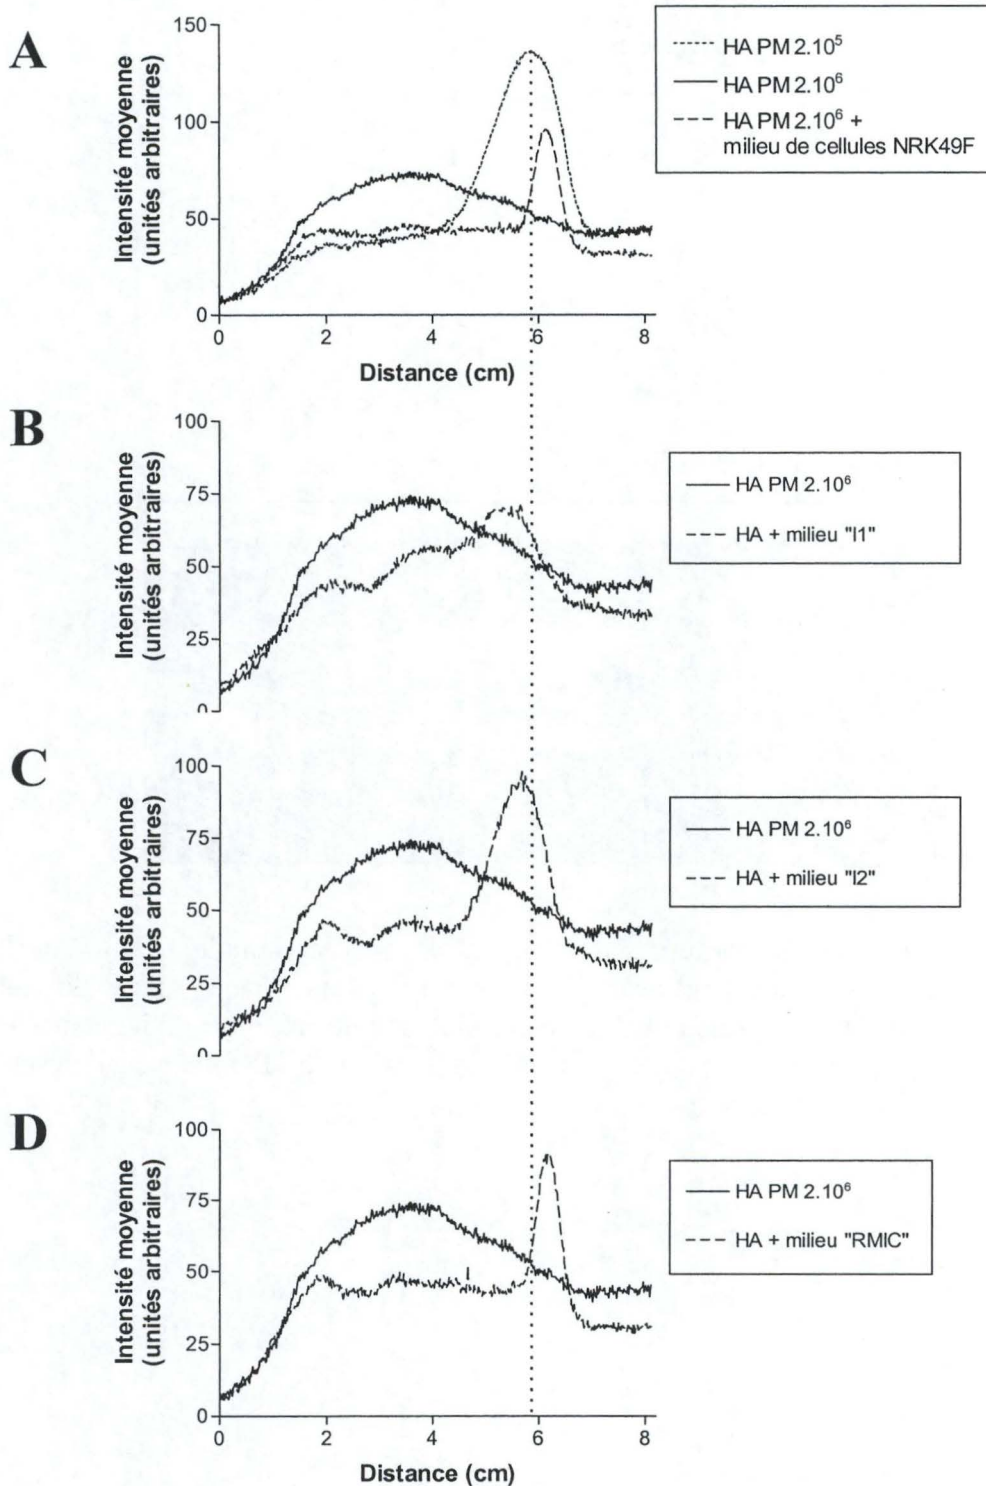 A
Intensité moyenne
(unités arbitraires)
150
100
50
0
0 2 4 6 8
Distance (cm)
HA PM 2.10⁵
HA PM 2.10⁶
HA PM 2.10⁶ +
milieu de cellules NRK49F
B
Intensité moyenne
(unités arbitraires)
100
75
50
25
0
HA PM 2.10⁶
HA + milieu "I1"
C
Intensité moyenne
(unités arbitraires)
100
75
50
25
0
HA PM 2.10⁶
HA + milieu "I2"
D
Intensité moyenne
(unités arbitraires)
100
75
50
25
0
0 2 4 6 8
Distance (cm)
HA PM 2.10⁶
HA + milieu "RMIC"